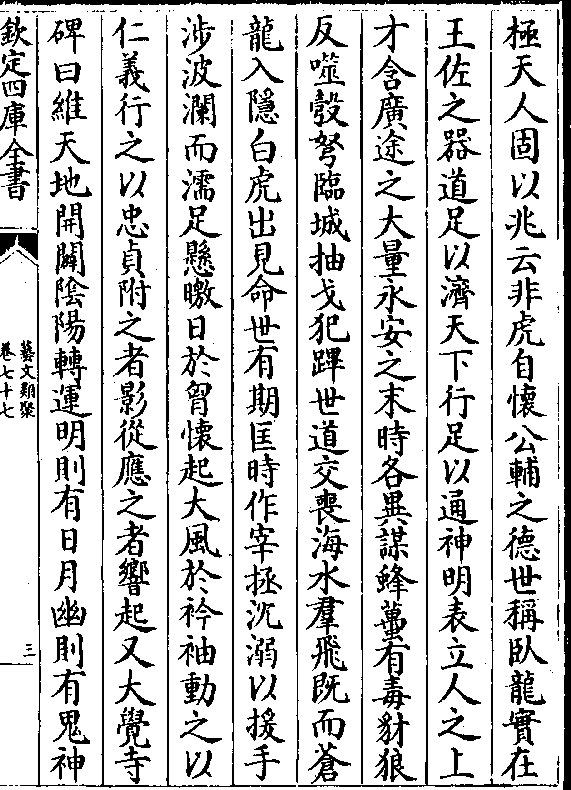 極天人固以兆云非虎自懷公輔之德世稱臥龍實在
王佐之器道足以濟天下行足以通神明表立人之上
才含廣途之大量永安之末時各異謀蜂蠆有毒豺狼
反噬彀弩臨城抽戈犯蹕世道交喪海水羣飛既而蒼
龍入隱白虎出見命世有期匡時作宰拯沉溺以援手
涉波瀾而濡足懸曒日於胷懷起大風於衿袖動之以
仁義行之以忠貞附之者影從應之者響起又大覺寺
碑曰維天地開闢陰陽轉運明則有日月幽則有鬼神
欽定四庫全書
藝文類聚
卷七十七
三